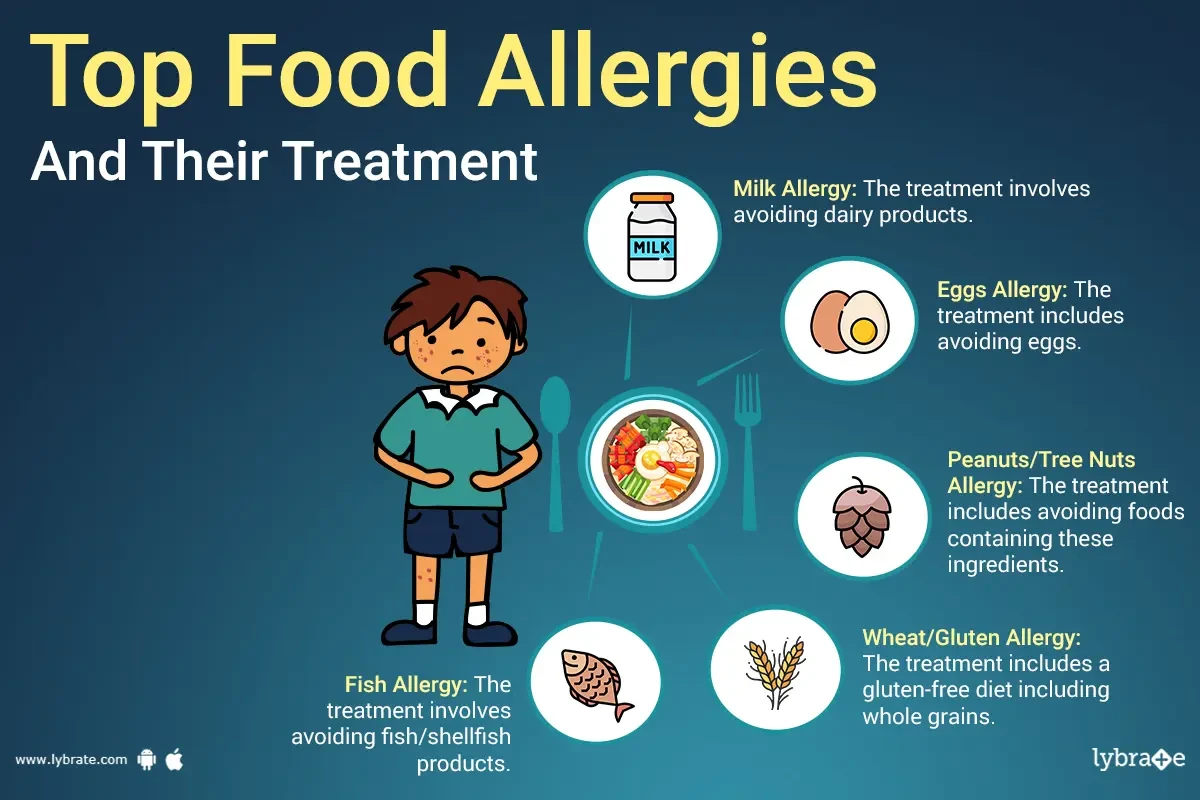 Top Food Allergies
And Their Treatment
MILK
Milk Allergy: The treatment involves
avoiding dairy products.
Eggs Allergy: The
treatment includes
avoiding eggs.
Peanuts/Tree Nuts
Allergy: The treatment
includes avoiding foods
containing these
ingredients.
Wheat/Gluten Allergy:
The treatment includes a
gluten-free diet including
whole grains.
Fish Allergy: The
treatment involves
avoiding fish/shellfish
products.
www.lybrate.com
lybrate